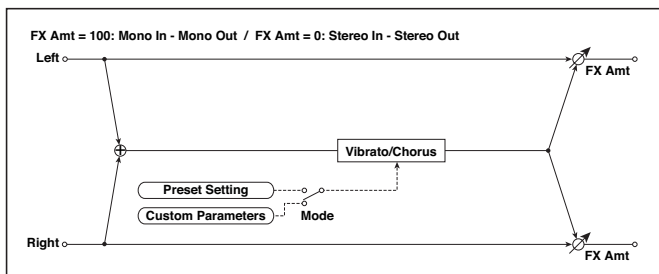 FX Amt = 100: Mono In - Mono Out / FX Amt = 0: Stereo In - Stereo Out
Left
FX Amt
Vibrato/Chorus
Preset Setting
Custom Parameters
Mode
Right
FX Amt